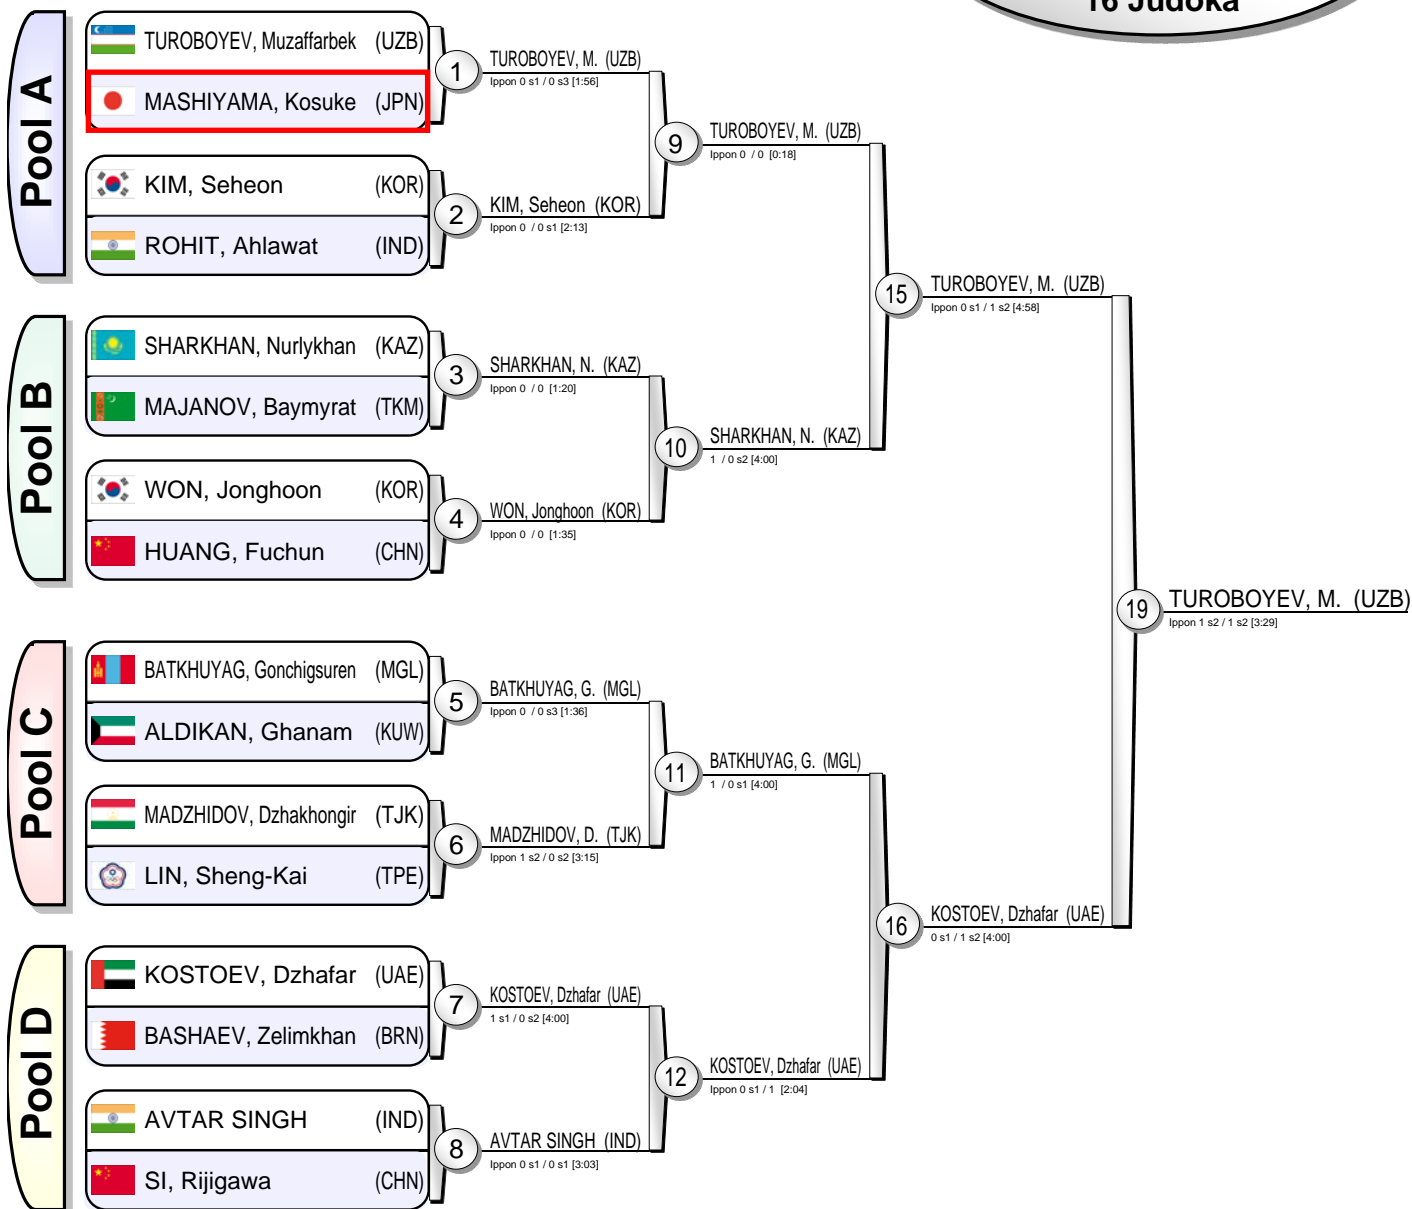 16 Judoka
Pool A
TUROBOYEV, Muzaffarbek (UZB)
MASHIYAMA, Kosuke (JPN)
1
TUROBOYEV, M. (UZB)
Ippon 0 s1 / 0 s3 [1:56]
KIM, Seheon (KOR)
ROHIT, Ahlawat (IND)
2
KIM, Seheon (KOR)
Ippon 0 / 0 s1 [2:13]
9
TUROBOYEV, M. (UZB)
Ippon 0 / 0 [0:18]
Pool B
SHARKHAN, Nurlykhan (KAZ)
MAJANOV, Baymyrat (TKM)
3
SHARKHAN, N. (KAZ)
Ippon 0 / 0 [1:20]
WON, Jonghoon (KOR)
HUANG, Fuchun (CHN)
4
WON, Jonghoon (KOR)
Ippon 0 / 0 [1:35]
10
SHARKHAN, N. (KAZ)
1 / 0 s2 [4:00]
15
TUROBOYEV, M. (UZB)
Ippon 0 s1 / 1 s2 [4:58]
Pool C
BATKHUYAG, Gonchigsuren (MGL)
ALDIKAN, Ghanam (KUW)
5
BATKHUYAG, G. (MGL)
Ippon 0 / 0 s3 [1:36]
MADZHIDOV, Dzhakhongir (TJK)
LIN, Sheng-Kai (TPE)
6
MADZHIDOV, D. (TJK)
Ippon 1 s2 / 0 s2 [3:15]
11
BATKHUYAG, G. (MGL)
1 / 0 s1 [4:00]
Pool D
KOSTOEV, Dzhafar (UAE)
BASHAEV, Zelimkhan (BRN)
7
KOSTOEV, Dzhafar (UAE)
1 s1 / 0 s2 [4:00]
AVTAR SINGH (IND)
SI, Rijigawa (CHN)
8
AVTAR SINGH (IND)
Ippon 0 s1 / 0 s1 [3:03]
12
KOSTOEV, Dzhafar (UAE)
Ippon 0 s1 / 1 [2:04]
16
KOSTOEV, Dzhafar (UAE)
0 s1 / 1 s2 [4:00]
19
TUROBOYEV, M. (UZB)
Ippon 1 s2 / 1 s2 [3:29]